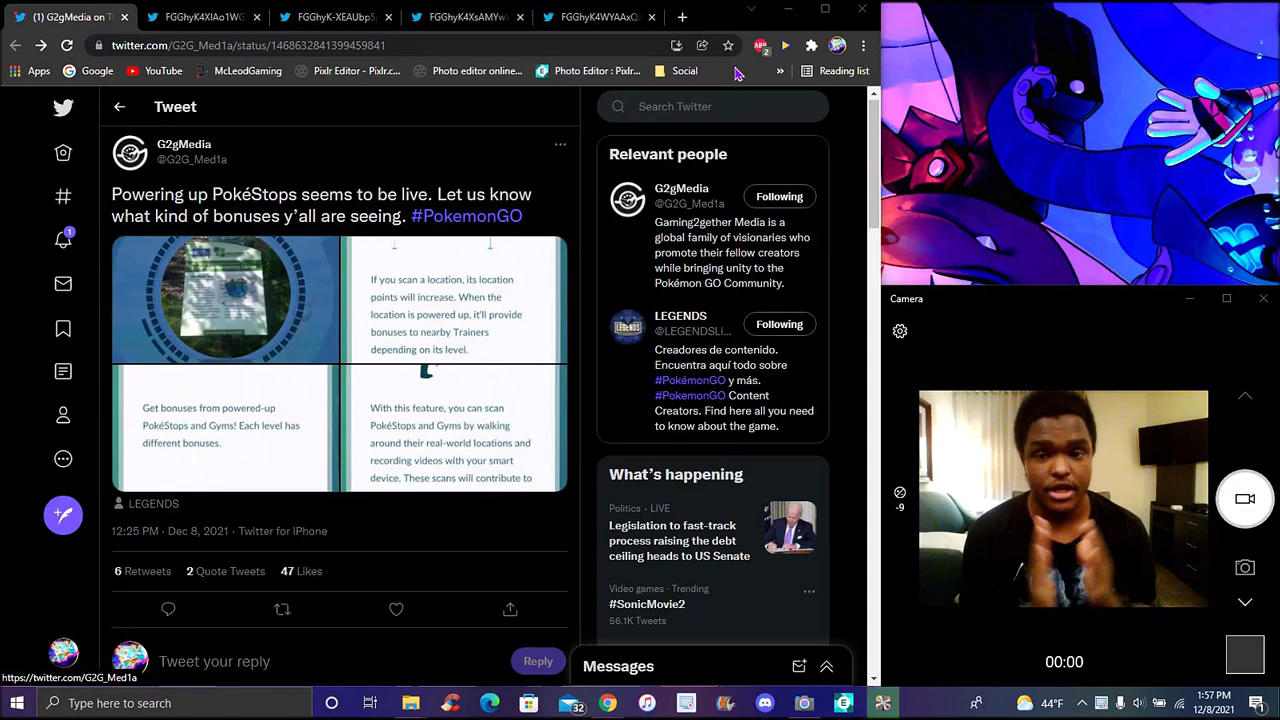 (1) G2gMedia on T
FGGhyK4XIAo1WG
FGGhyK-XEAUbp5
FGGhyK4XsAMYw
FGGhyK4WYAAxQ
twitter.com/G2G_Med1a/status/1468632841399459841
2
Apps
Google
YouTube
McLeodGaming
Pixlr Editor - Pixlr.c...
Photo editor online...
Photo Editor : Pixlr...
Social
»
Reading list
Tweet
Search Twitter
G2gMedia
@G2G_Med1a
Powering up PokéStops seems to be live. Let us know
what kind of bonuses y’all are seeing. #PokemonGO
If you scan a location, its location
points will increase. When the
location is powered up, it’ll provide
bonuses to nearby Trainers
depending on its level.
Get bonuses from powered-up
PokéStops and Gyms! Each level has
different bonuses.
With this feature, you can scan
PokéStops and Gyms by walking
around their real-world locations and
recording videos with your smart
device. These scans will contribute to
LEGENDS
12:25 PM · Dec 8, 2021 · Twitter for iPhone
6 Retweets 2 Quote Tweets 47 Likes
Tweet your reply
Reply
1
Relevant people
G2gMedia
@G2G_Med1a
Following
Gaming2gether Media is a
global family of visionaries who
promote their fellow creators
while bringing unity to the
Pokémon GO Community.
LEGENDS
@LEGENDSLi...
Following
Creadores de contenido.
Encuentra aquí todo sobre
#PokémonGO y más.
#PokemonGO Content
Creators. Find here all you need
to know about the game.
What’s happening
Politics · LIVE
Legislation to fast-track
process raising the debt
ceiling heads to US Senate
Video games · Trending
#SonicMovie2
56.1K Tweets
Messages
Camera
-9
00:00
https://twitter.com/G2G_Med1a
Type here to search
32
44°F
1:57 PM
12/8/2021
1